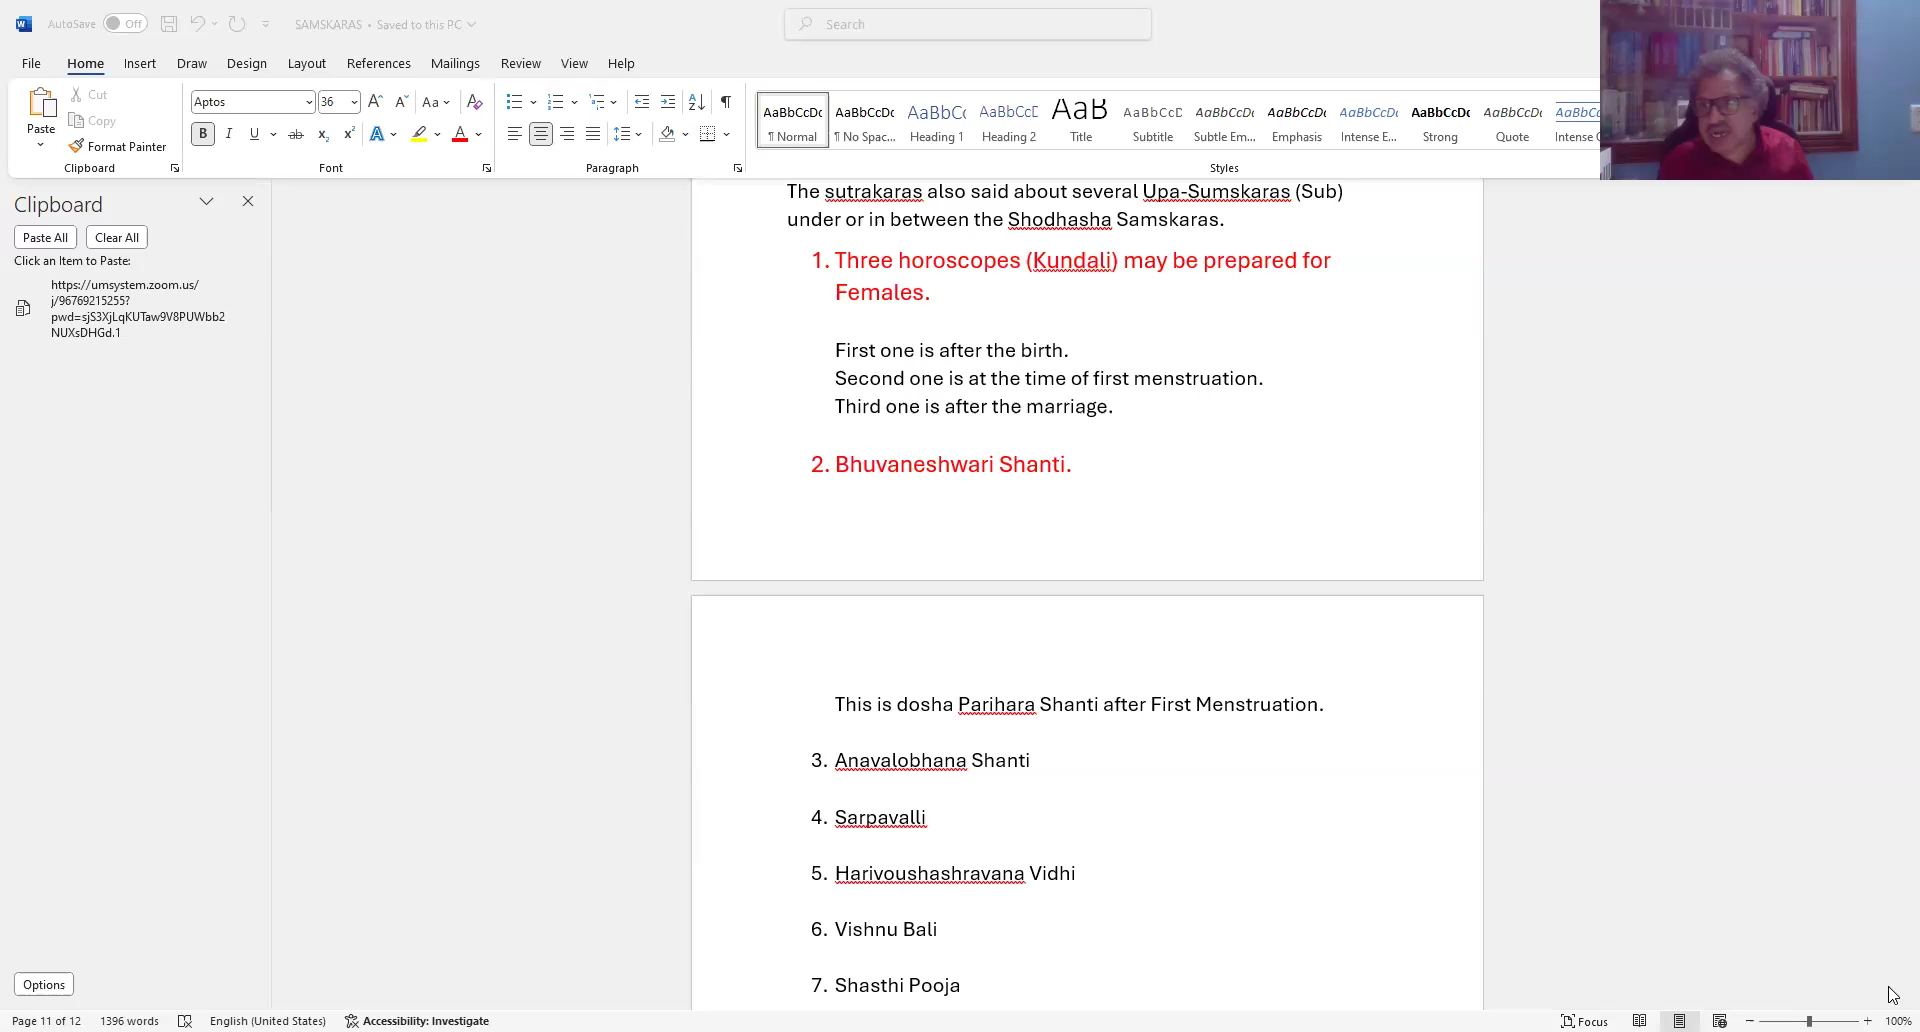 AutoSave Off SAMSKARAS • Saved to this PC Search
File Home Insert Draw Design Layout References Mailings Review View Help
Paste Cut Copy Format Painter Clipboard
Aptos 36 Aa B I U ab x₂ x² A A Font
Paragraph
AaBbCcDc AaBbCcDc AaBbCc AaBbCcD AaB AaBbCcD AaBbCcDc AaBbCcDc AaBbCcDc AaBbCcDc AaBbCcDc AaBbCc
¶ Normal ¶ No Spac... Heading 1 Heading 2 Title Subtitle Subtle Em... Emphasis Intense E... Strong Quote Intense
Styles
Clipboard
Paste All Clear All
Click an Item to Paste:
https://umsystem.zoom.us/
j/96769215255?
pwd=sjS3XjLqKUTaw9V8PUWbb2
NUXsDHGd.1
Options
The sutrakaras also said about several Upa-Sumskaras (Sub)
under or in between the Shodhasha Samskaras.
1. Three horoscopes (Kundali) may be prepared for
Females.
First one is after the birth.
Second one is at the time of first menstruation.
Third one is after the marriage.
2. Bhuvaneshwari Shanti.
This is dosha Parihara Shanti after First Menstruation.
3. Anavalobhana Shanti
4. Sarpavalli
5. Harivoushashravana Vidhi
6. Vishnu Bali
7. Shasthi Pooja
Page 11 of 12 1396 words English (United States) Accessibility: Investigate Focus 100%